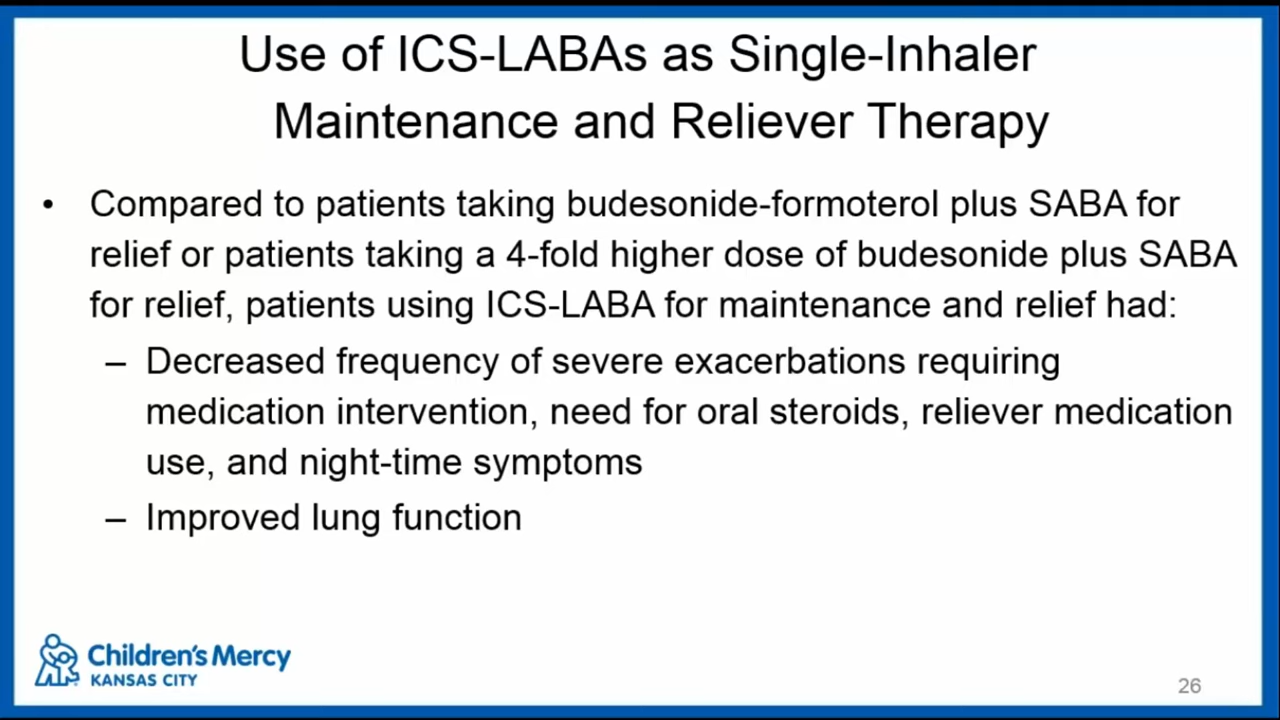 Use of ICS-LABAs as Single-Inhaler
Maintenance and Reliever Therapy
• Compared to patients taking budesonide-formoterol plus SABA for
relief or patients taking a 4-fold higher dose of budesonide plus SABA
for relief, patients using ICS-LABA for maintenance and relief had:
– Decreased frequency of severe exacerbations requiring
medication intervention, need for oral steroids, reliever medication
use, and night-time symptoms
– Improved lung function
Children's Mercy
KANSAS CITY
26